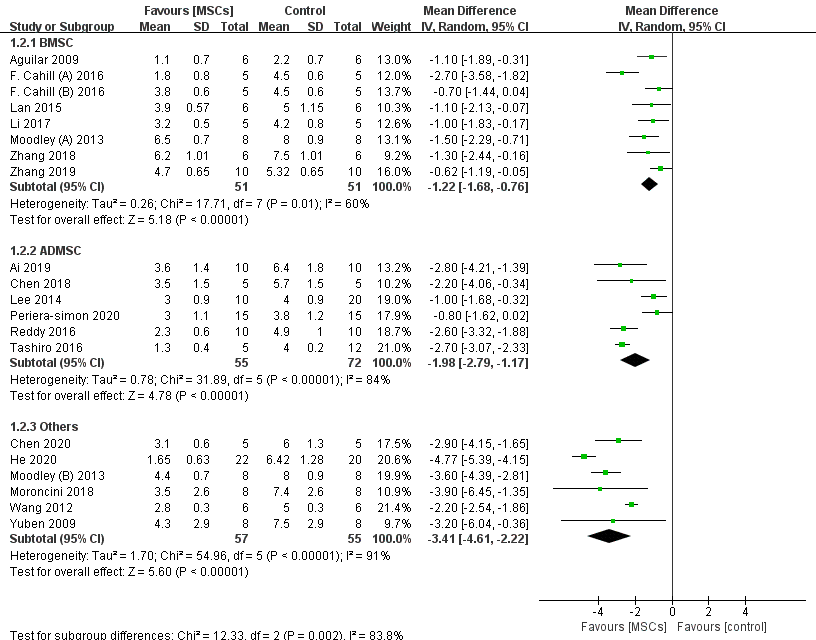 Favours [MSCs] Control Mean Difference Mean Difference
Study or Subgroup Mean SD Total Mean SD Total Weight IV, Random, 95% CI IV, Random, 95% CI
1.2.1 BMSC
Aguilar 2009 1.1 0.7 6 2.2 0.7 6 13.0% -1.10 [-1.89, -0.31]
F. Cahill (A) 2016 1.8 0.8 5 4.5 0.6 5 12.0% -2.70 [-3.58, -1.82]
F. Cahill (B) 2016 3.8 0.6 5 4.5 0.6 5 13.7% -0.70 [-1.44, 0.04]
Lan 2015 3.9 0.57 6 5 1.15 6 10.3% -1.10 [-2.13, -0.07]
Li 2017 3.2 0.5 5 4.2 0.8 5 12.6% -1.00 [-1.83, -0.17]
Moodley (A) 2013 6.5 0.7 8 8 0.9 8 13.1% -1.50 [-2.29, -0.71]
Zhang 2018 6.2 1.01 6 7.5 1.01 6 9.2% -1.30 [-2.44, -0.16]
Zhang 2019 4.7 0.65 10 5.32 0.65 10 16.0% -0.62 [-1.19, -0.05]
Subtotal (95% CI) 51 51 100.0% -1.22 [-1.68, -0.76]
Heterogeneity: Tau² = 0.26; Chi² = 17.71, df = 7 (P = 0.01); I² = 60%
Test for overall effect: Z = 5.18 (P < 0.00001)
1.2.2 ADMSC
Ai 2019 3.6 1.4 10 6.4 1.8 10 13.2% -2.80 [-4.21, -1.39]
Chen 2018 3.5 1.5 5 5.7 1.5 5 10.2% -2.20 [-4.06, -0.34]
Lee 2014 3 0.9 10 4 0.9 20 19.0% -1.00 [-1.68, -0.32]
Periera-simon 2020 3 1.1 15 3.8 1.2 15 17.9% -0.80 [-1.62, 0.02]
Reddy 2016 2.3 0.6 10 4.9 1 10 18.7% -2.60 [-3.32, -1.88]
Tashiro 2016 1.3 0.4 5 4 0.2 12 21.0% -2.70 [-3.07, -2.33]
Subtotal (95% CI) 55 72 100.0% -1.98 [-2.79, -1.17]
Heterogeneity: Tau² = 0.78; Chi² = 31.89, df = 5 (P < 0.00001); I² = 84%
Test for overall effect: Z = 4.78 (P < 0.00001)
1.2.3 Others
Chen 2020 3.1 0.6 5 6 1.3 5 17.5% -2.90 [-4.15, -1.65]
He 2020 1.65 0.63 22 6.42 1.28 20 20.6% -4.77 [-5.39, -4.15]
Moodley (B) 2013 4.4 0.7 8 8 0.9 8 19.9% -3.60 [-4.39, -2.81]
Moroncini 2018 3.5 2.6 8 7.4 2.6 8 10.9% -3.90 [-6.45, -1.35]
Wang 2012 2.8 0.3 6 5 0.3 6 21.4% -2.20 [-2.54, -1.86]
Yuben 2009 4.3 2.9 8 7.5 2.9 8 9.7% -3.20 [-6.04, -0.36]
Subtotal (95% CI) 57 55 100.0% -3.41 [-4.61, -2.22]
Heterogeneity: Tau² = 1.70; Chi² = 54.96, df = 5 (P < 0.00001); I² = 91%
Test for overall effect: Z = 5.60 (P < 0.00001)
-4 -2 0 2 4
Favours [MSCs] Favours [control]
Test for subgroup differences: Chi² = 12.33, df = 2 (P = 0.002), I² = 83.8%